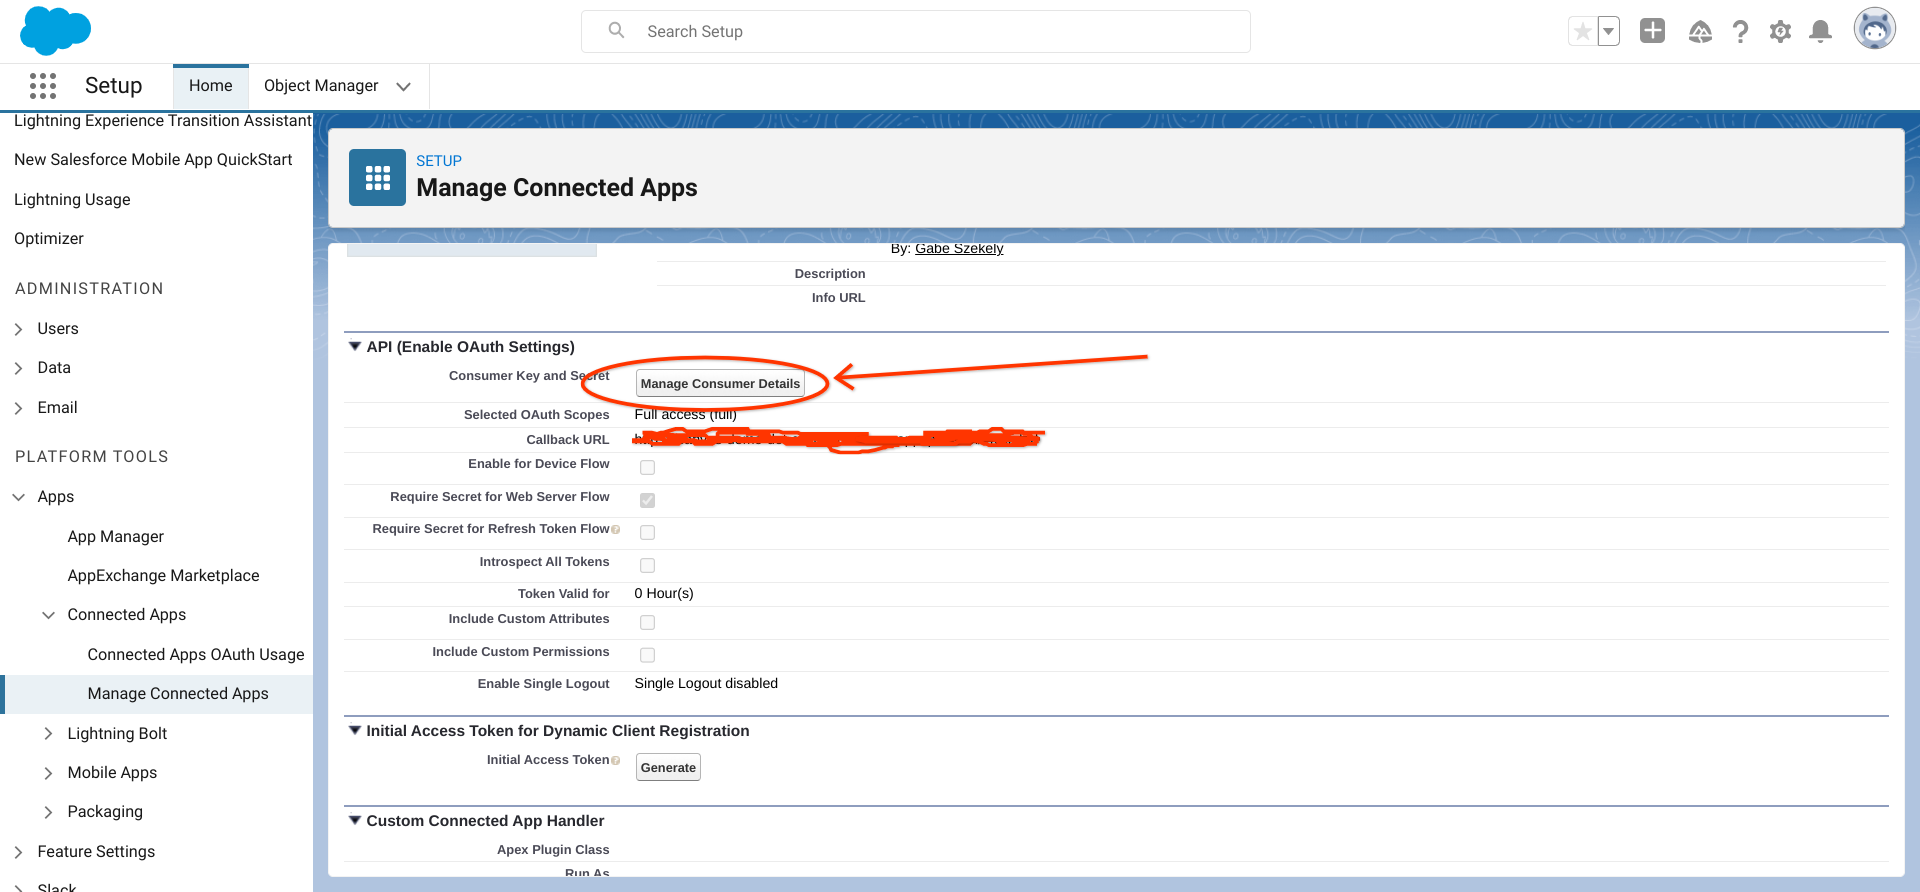 Search Setup
Setup
Home
Object Manager
Lightning Experience Transition Assistant
New Salesforce Mobile App QuickStart
Lightning Usage
Optimizer
ADMINISTRATION
Users
Data
Email
PLATFORM TOOLS
Apps
App Manager
AppExchange Marketplace
Connected Apps
Connected Apps OAuth Usage
Manage Connected Apps
Lightning Bolt
Mobile Apps
Packaging
Feature Settings
Slack
SETUP
Manage Connected Apps
By: Gabe Szekely
Description
Info URL
API (Enable OAuth Settings)
Consumer Key and Secret Manage Consumer Details
Selected OAuth Scopes Full access (full)
Callback URL
Enable for Device Flow
Require Secret for Web Server Flow
Require Secret for Refresh Token Flow
Introspect All Tokens
Token Valid for 0 Hour(s)
Include Custom Attributes
Include Custom Permissions
Enable Single Logout Single Logout disabled
Initial Access Token for Dynamic Client Registration
Initial Access Token Generate
Custom Connected App Handler
Apex Plugin Class
Run As